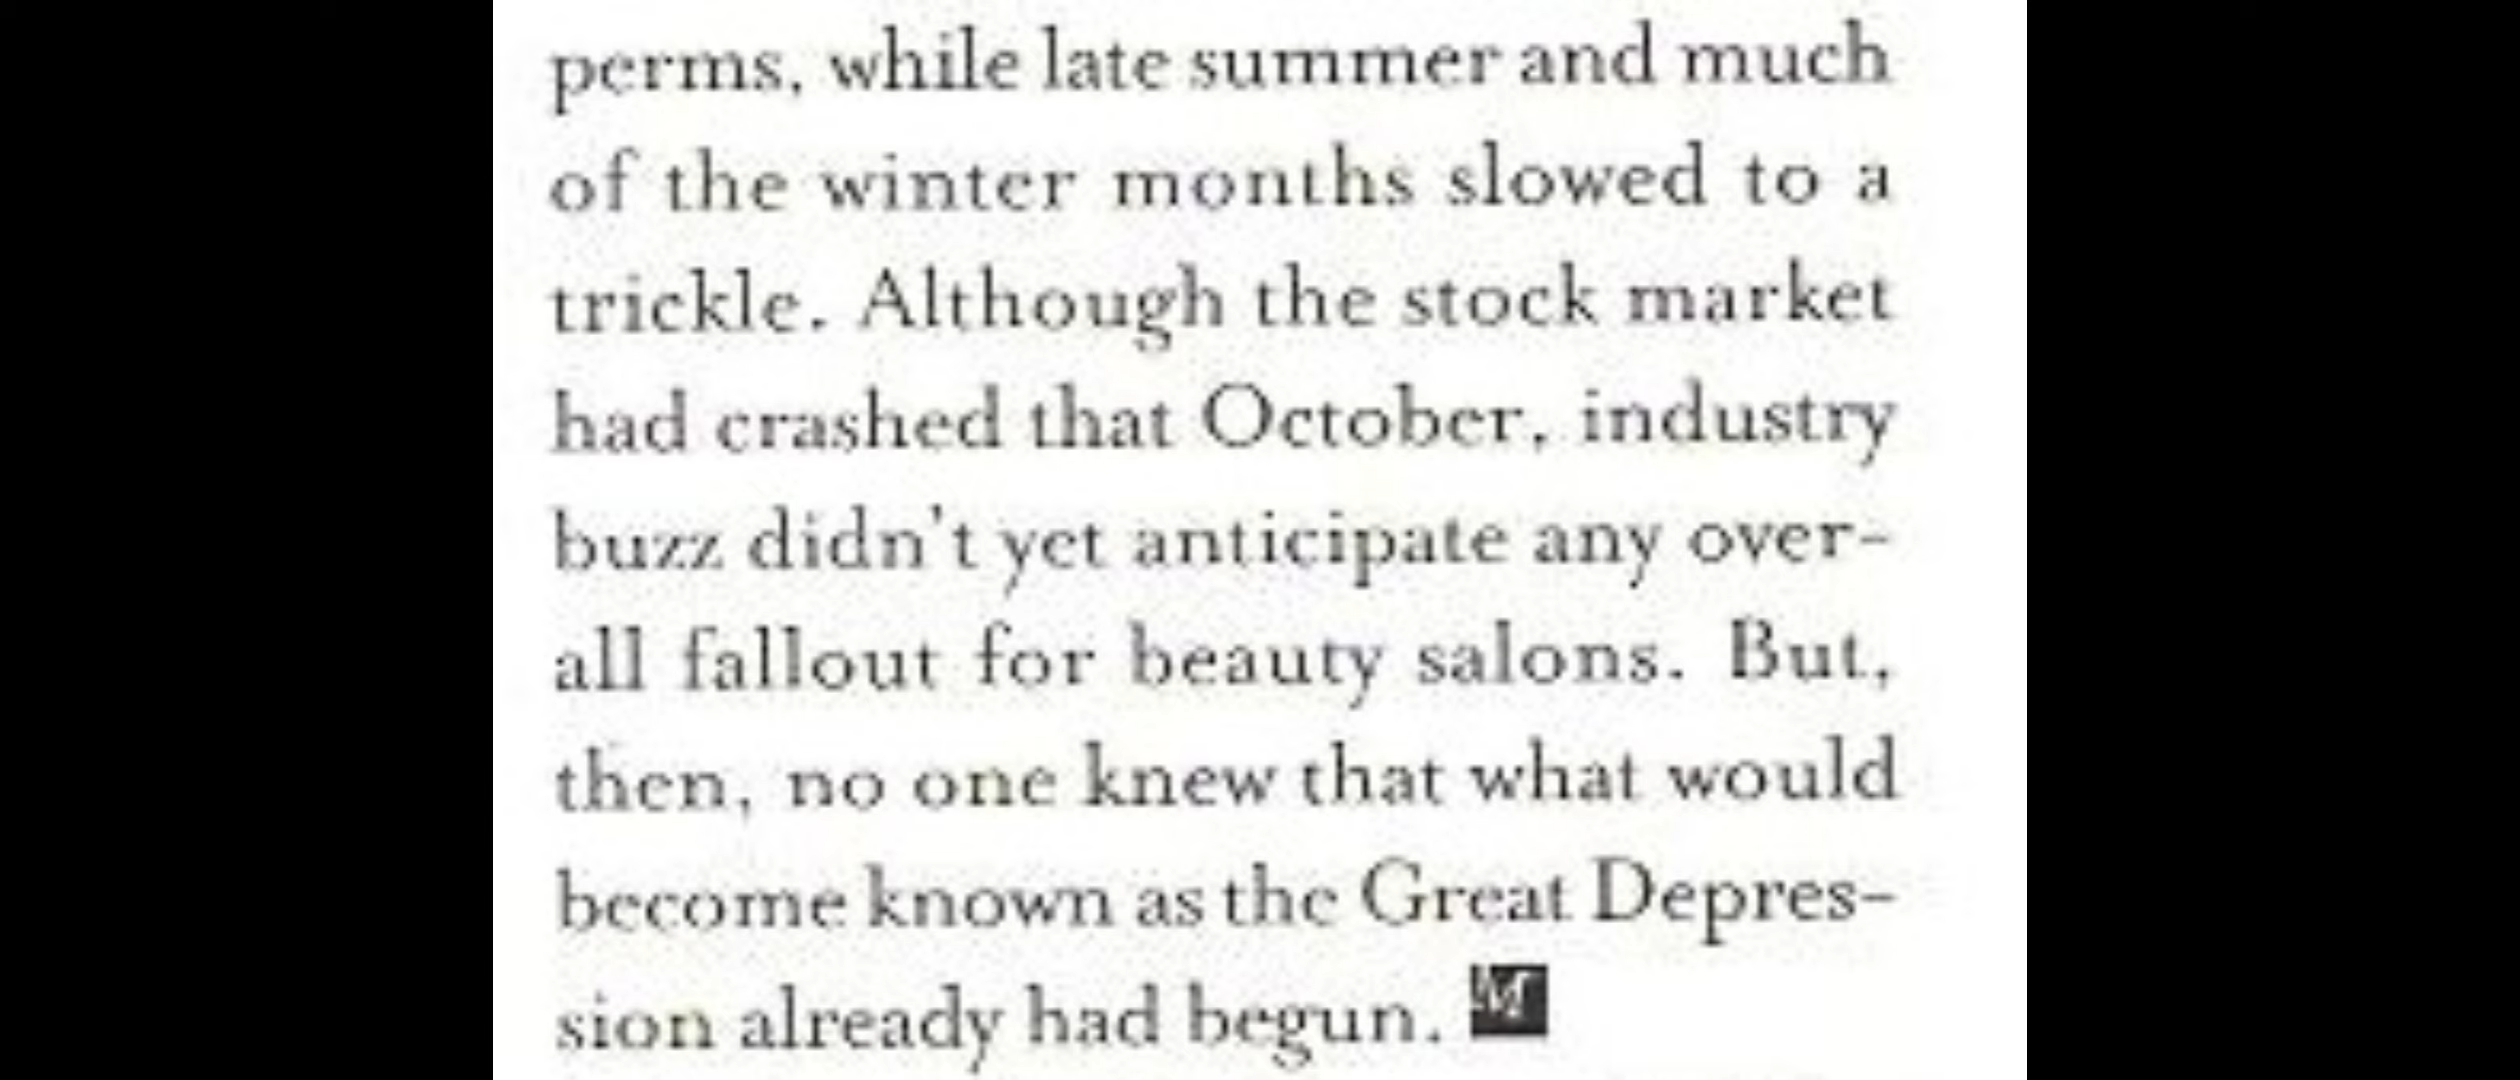 perms, while late summer and much
of the winter months slowed to a
trickle. Although the stock market
had crashed that October, industry
buzz didn't yet anticipate any over-
all fallout for beauty salons. But,
then, no one knew that what would
become known as the Great Depres-
sion already had begun. M